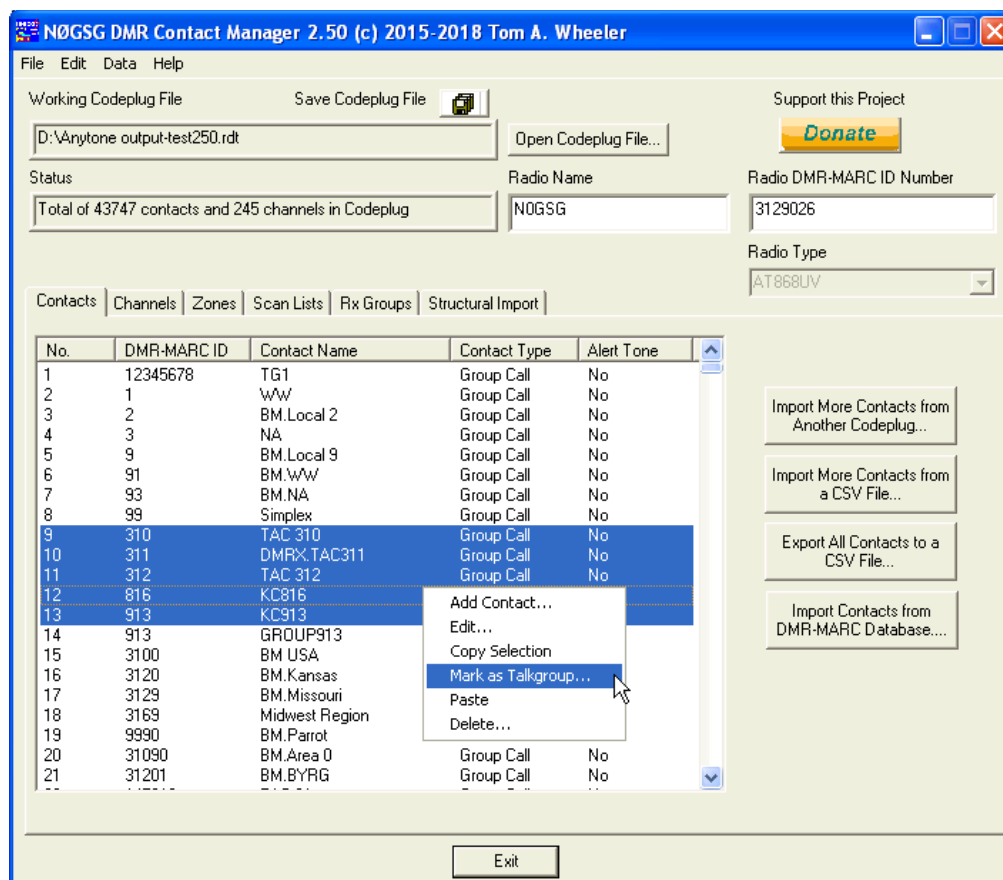 NØGSG DMR Contact Manager 2.50 (c) 2015-2018 Tom A. Wheeler
File Edit Data Help
Working Codeplug File Save Codeplug File Support this Project
D:\Anytone output-test250.rdt Open Codeplug File... Donate
Status Radio Name Radio DMR-MARC ID Number
Total of 43747 contacts and 245 channels in Codeplug N0GSG 3129026
Radio Type
AT868UV
Contacts Channels Zones Scan Lists Rx Groups Structural Import
No. DMR-MARC ID Contact Name Contact Type Alert Tone
1 12345678 TG1 Group Call No
2 1 WW Group Call No
3 2 BM.Local 2 Group Call No
4 3 NA Group Call No
5 9 BM.Local 9 Group Call No
6 91 BM.WW Group Call No
7 93 BM.NA Group Call No
8 99 Simplex Group Call No
9 310 TAC 310 Group Call No
10 311 DMRX.TAC311 Group Call No
11 312 TAC 312 Group Call No
12 816 KC816
13 913 KC913
14 913 GROUP913
15 3100 BM USA
16 3120 BM.Kansas
17 3129 BM.Missouri
18 3169 Midwest Region
19 9990 BM.Parrot
20 31090 BM.Area 0 Group Call No
21 31201 BM.BYRG Group Call No
Add Contact...
Edit...
Copy Selection
Mark as Talkgroup...
Paste
Delete...
Import More Contacts from
Another Codeplug...
Import More Contacts from
a CSV File...
Export All Contacts to a
CSV File...
Import Contacts from
DMR-MARC Database....
Exit